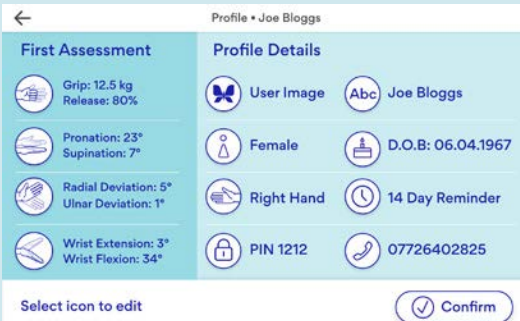 Profile • Joe Bloggs
First Assessment
Grip: 12.5 kg
Release: 80%
Pronation: 23°
Supination: 7°
Radial Deviation: 5°
Ulnar Deviation: 1°
Wrist Extension: 3°
Wrist Flexion: 34°
Profile Details
User Image
Abc Joe Bloggs
Female
D.O.B: 06.04.1967
Right Hand
14 Day Reminder
PIN 1212
07726402825
Select icon to edit
Confirm